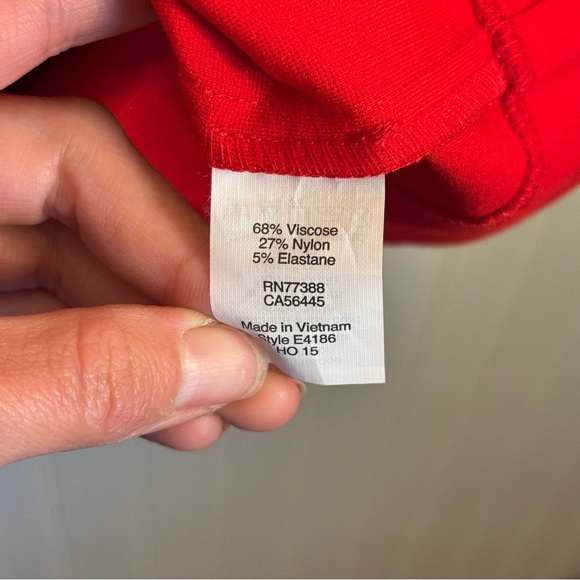 68% Viscose
27% Nylon
5% Elastane
RN77388
CA56445
Made in Vietnam
Style E4186
HO 15